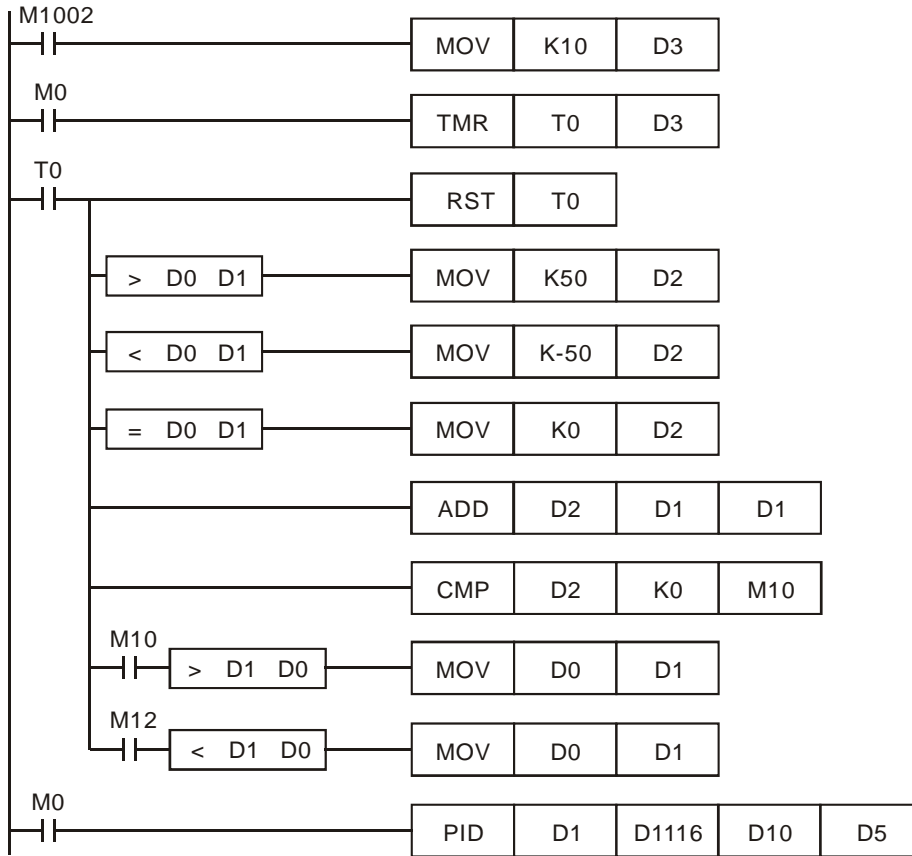 M1002
MOV K10 D3
M0
TMR T0 D3
T0
RST T0
> D0 D1 MOV K50 D2
< D0 D1 MOV K-50 D2
= D0 D1 MOV K0 D2
ADD D2 D1 D1
CMP D2 K0 M10
M10
> D1 D0 MOV D0 D1
M12
< D1 D0 MOV D0 D1
M0
PID D1 D1116 D10 D5